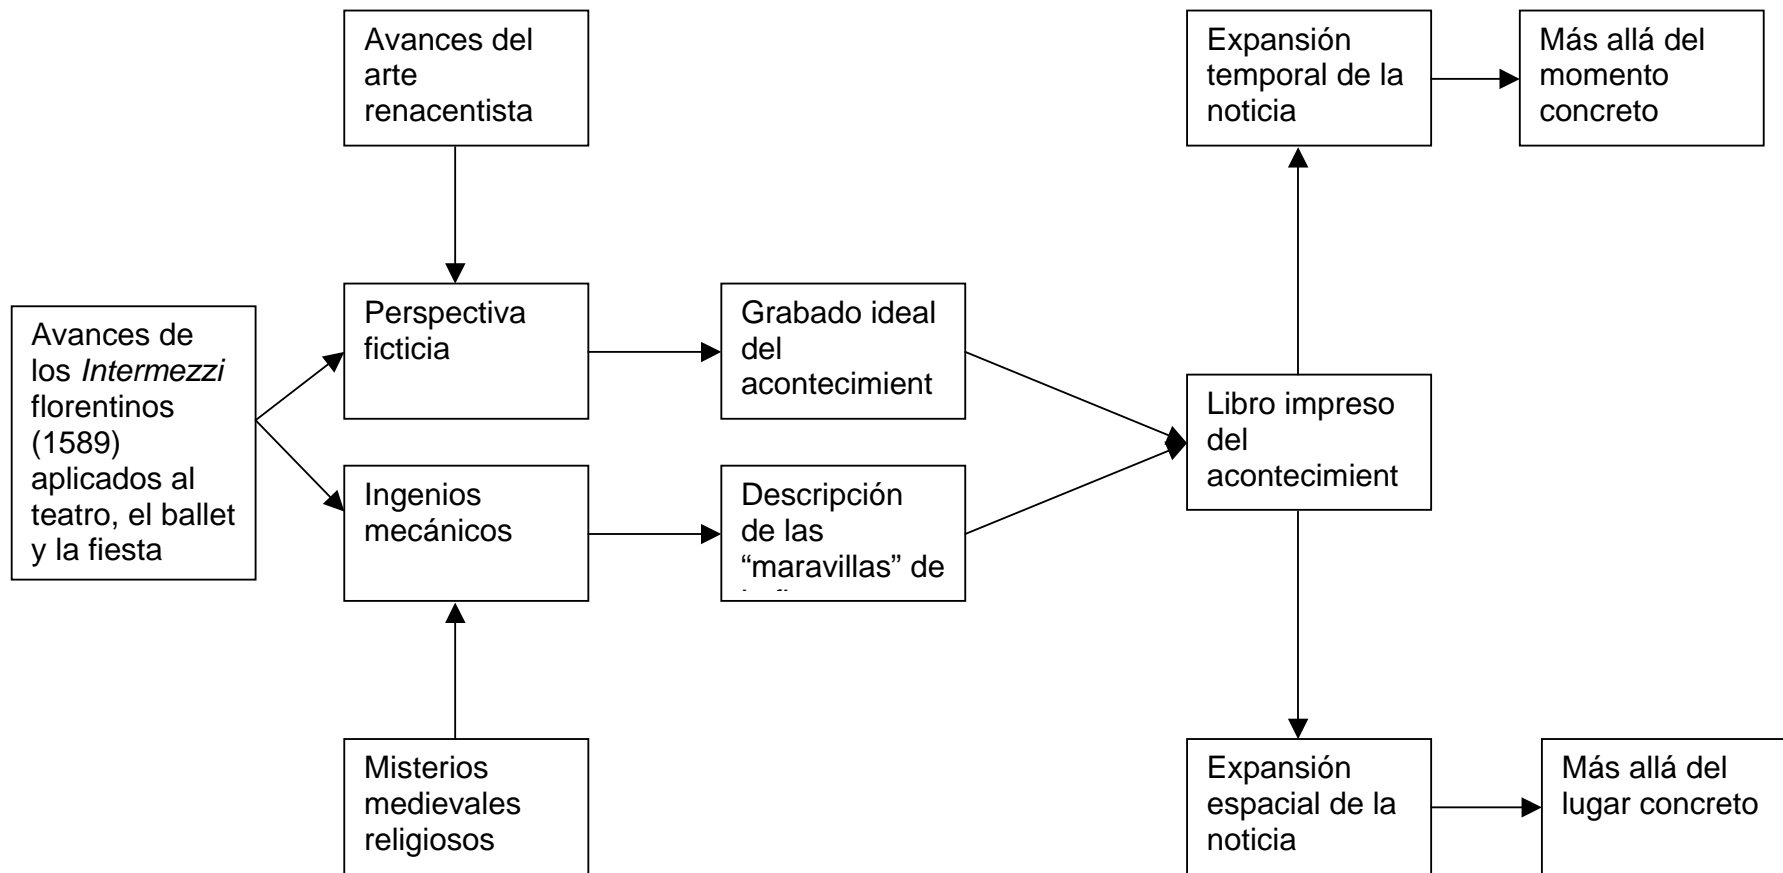 Avances del
arte
renacentista
Expansión
temporal de la
noticia
Más allá del
momento
concreto
Avances de
los Intermezzi
florentinos
(1589)
aplicados al
teatro, el ballet
y la fiesta
Perspectiva
ficticia
Grabado ideal
del
acontecimient
Ingenios
mecánicos
Descripción
de las
“maravillas” de
Libro impreso
del
acontecimient
Misterios
medievales
religiosos
Expansión
espacial de la
noticia
Más allá del
lugar concreto